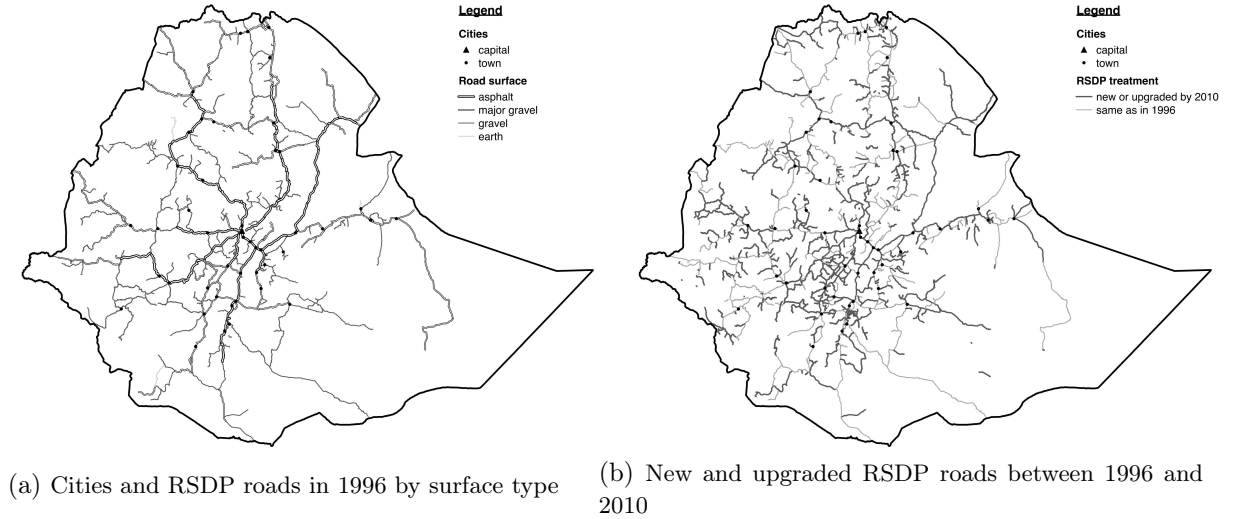 Legend
Cities
capital
town
Road surface
asphalt
major gravel
gravel
earth
Legend
Cities
capital
town
RSDP treatment
new or upgraded by 2010
same as in 1996
(a) Cities and RSDP roads in 1996 by surface type
(b) New and upgraded RSDP roads between 1996 and
2010